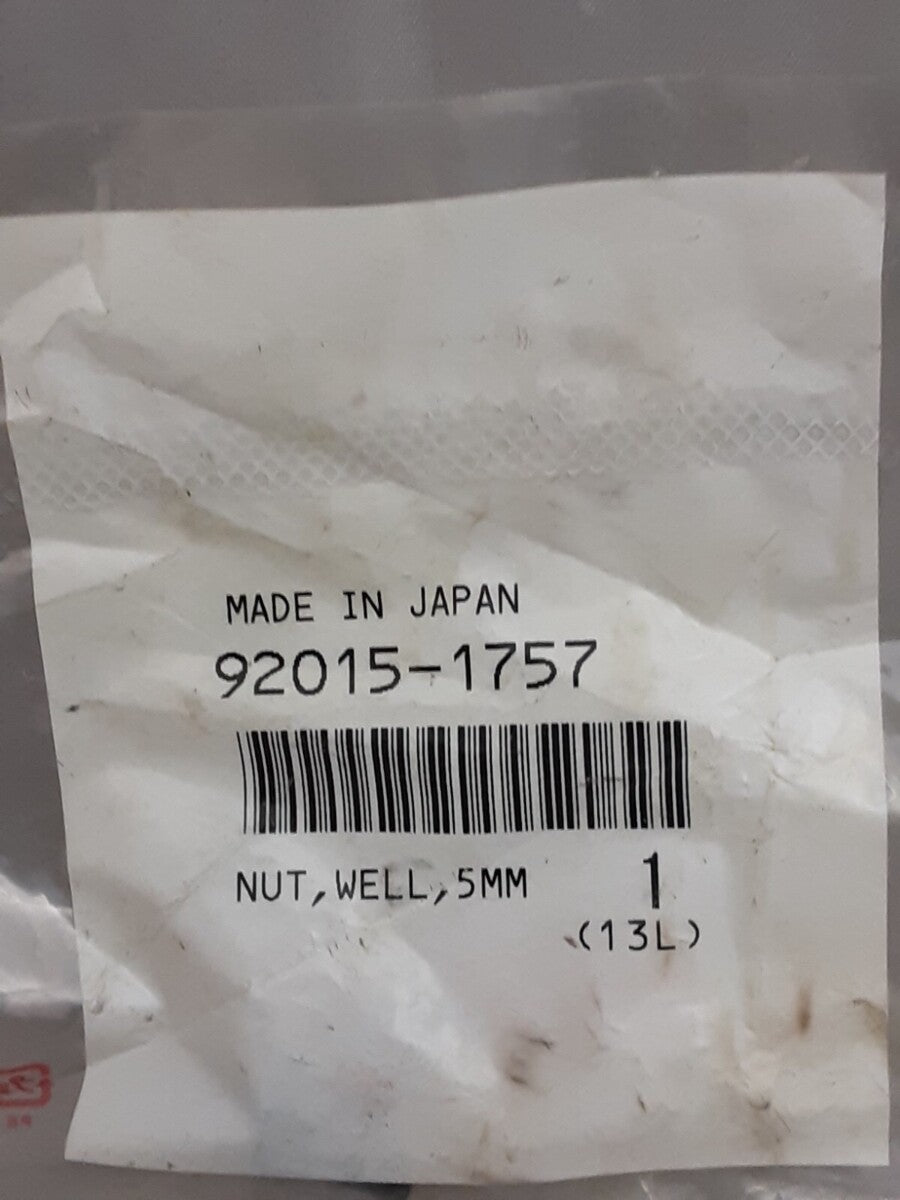 MADE IN JAPAN
92015-1757
NUT,WELL,5MM 1
(13L)